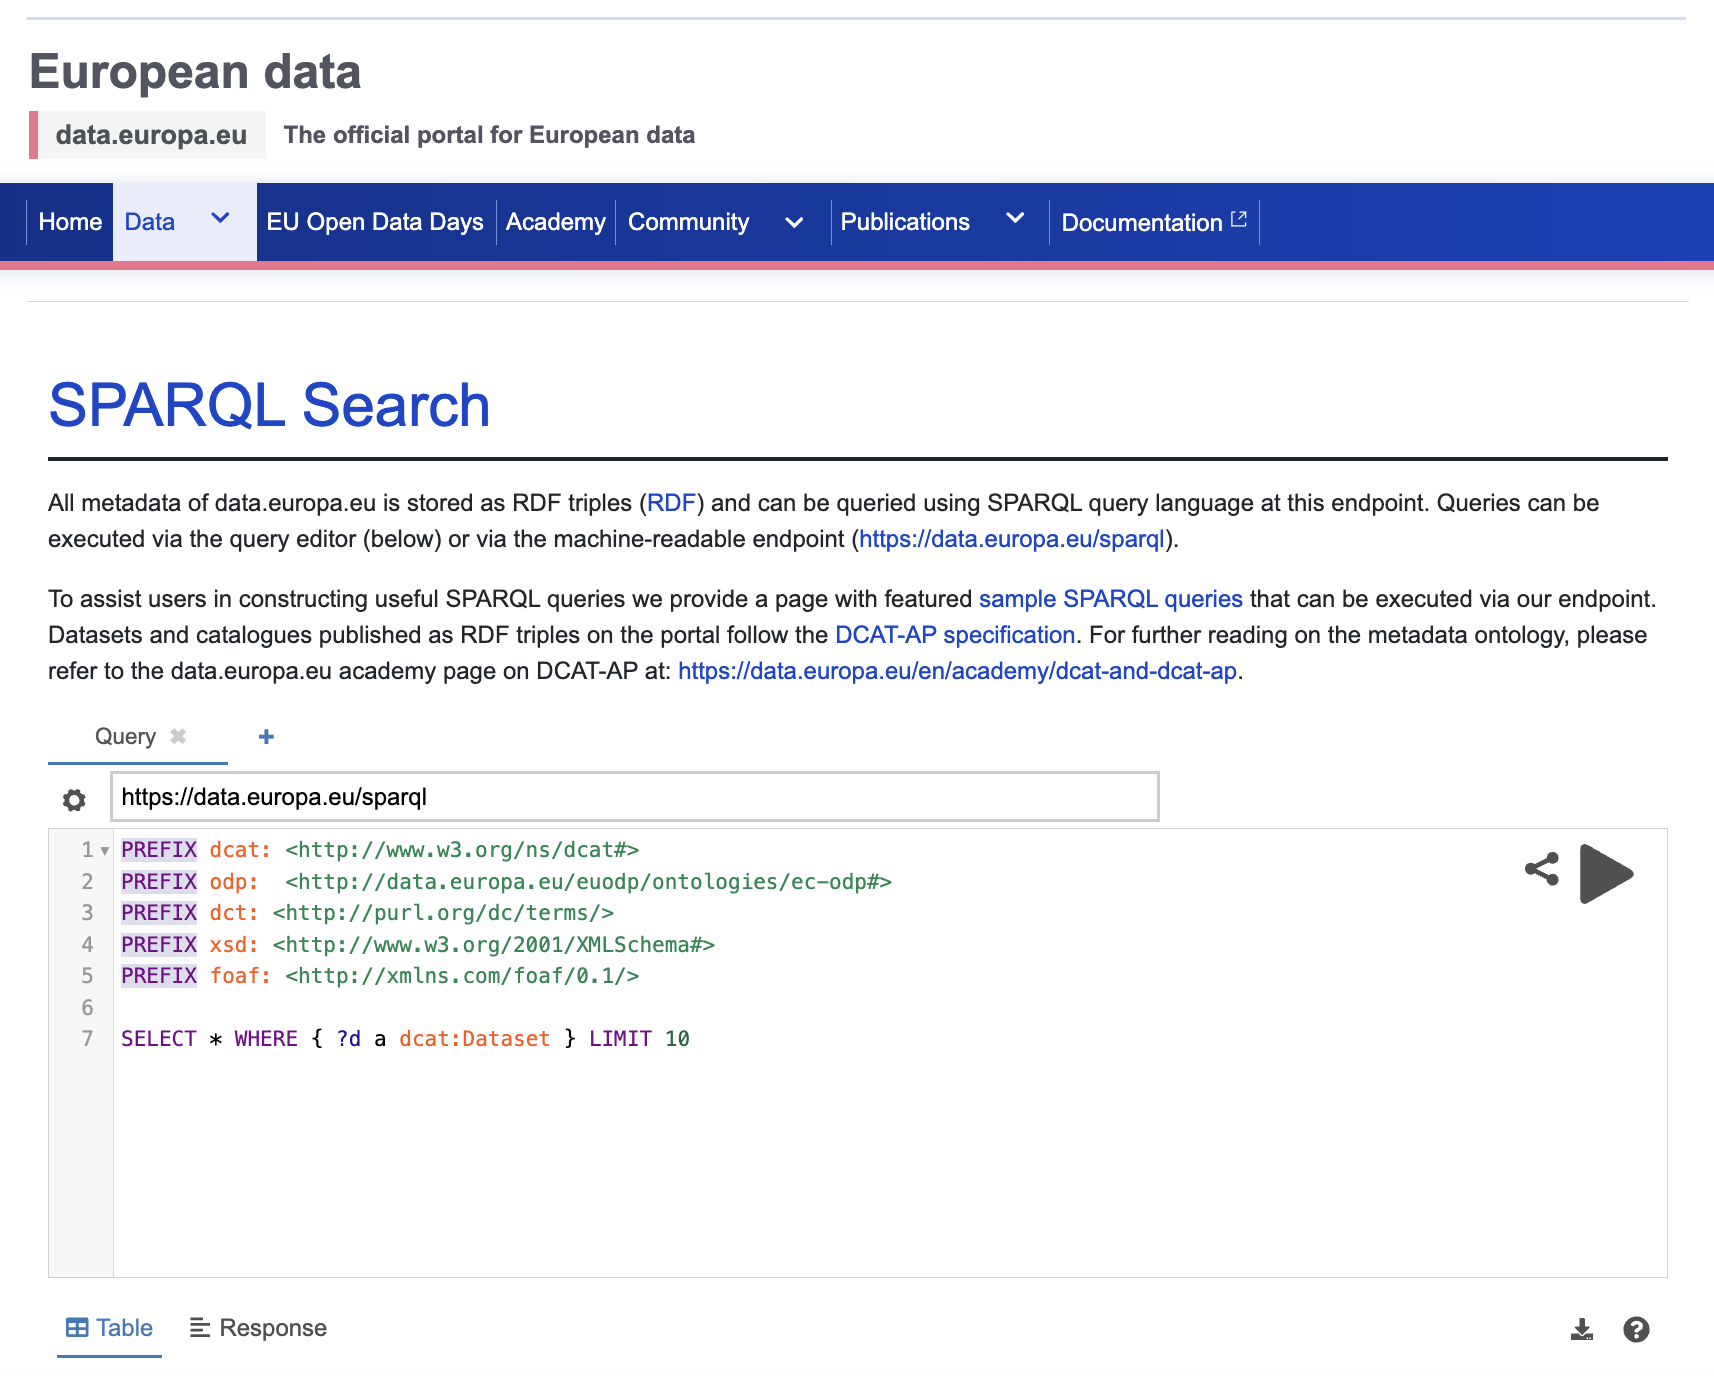 European data
data.europa.eu The official portal for European data
Home Data EU Open Data Days Academy Community Publications Documentation
SPARQL Search
All metadata of data.europa.eu is stored as RDF triples (RDF) and can be queried using SPARQL query language at this endpoint. Queries can be
executed via the query editor (below) or via the machine-readable endpoint (https://data.europa.eu/sparql).
To assist users in constructing useful SPARQL queries we provide a page with featured sample SPARQL queries that can be executed via our endpoint.
Datasets and catalogues published as RDF triples on the portal follow the DCAT-AP specification. For further reading on the metadata ontology, please
refer to the data.europa.eu academy page on DCAT-AP at: https://data.europa.eu/en/academy/dcat-and-dcat-ap.
Query ✖ +
https://data.europa.eu/sparql
1 PREFIX dcat: <http://www.w3.org/ns/dcat#>
2 PREFIX odp:  <http://data.europa.eu/euodp/ontologies/ec-odp#>
3 PREFIX dct: <http://purl.org/dc/terms/>
4 PREFIX xsd: <http://www.w3.org/2001/XMLSchema#>
5 PREFIX foaf: <http://xmlns.com/foaf/0.1/>
6
7 SELECT * WHERE { ?d a dcat:Dataset } LIMIT 10
Table Response